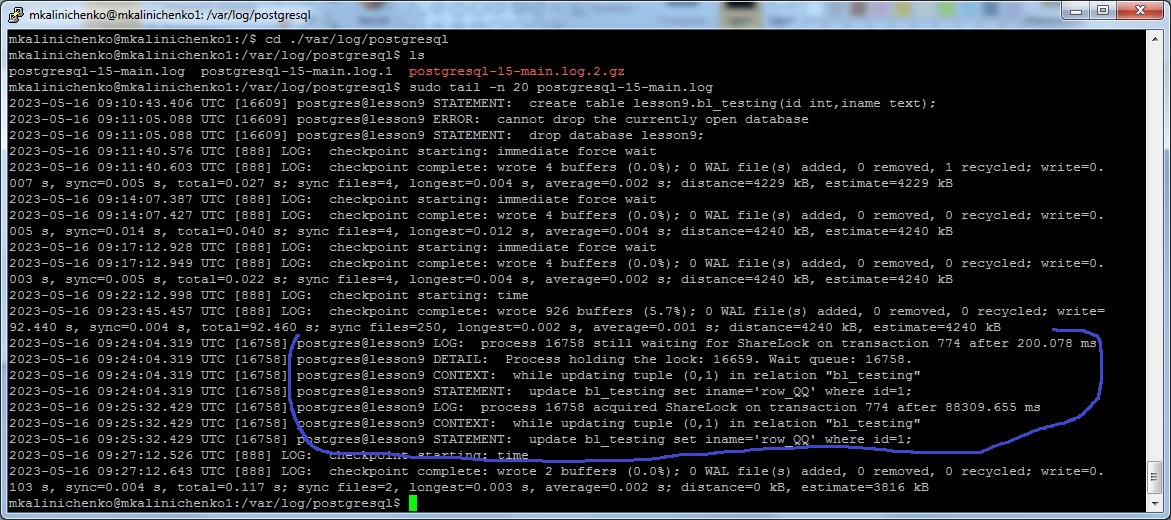 mkalinichenko@mkalinichenko1: /var/log/postgresql
mkalinichenko@mkalinichenko1:/$ cd ./var/log/postgresql
mkalinichenko@mkalinichenko1:/var/log/postgresql$ ls
postgresql-15-main.log  postgresql-15-main.log.1  postgresql-15-main.log.2.gz
mkalinichenko@mkalinichenko1:/var/log/postgresql$ sudo tail -n 20 postgresql-15-main.log
2023-05-16 09:10:43.406 UTC [16609] postgres@lesson9 STATEMENT:  create table lesson9.bl_testing(id int,iname text);
2023-05-16 09:11:05.088 UTC [16609] postgres@lesson9 ERROR:  cannot drop the currently open database
2023-05-16 09:11:05.088 UTC [16609] postgres@lesson9 STATEMENT:  drop database lesson9;
2023-05-16 09:11:40.576 UTC [888] LOG:  checkpoint starting: immediate force wait
2023-05-16 09:11:40.603 UTC [888] LOG:  checkpoint complete: wrote 4 buffers (0.0%); 0 WAL file(s) added, 0 removed, 1 recycled; write=0.
007 s, sync=0.005 s, total=0.027 s; sync files=4, longest=0.004 s, average=0.002 s; distance=4229 kB, estimate=4229 kB
2023-05-16 09:14:07.387 UTC [888] LOG:  checkpoint starting: immediate force wait
2023-05-16 09:14:07.427 UTC [888] LOG:  checkpoint complete: wrote 4 buffers (0.0%); 0 WAL file(s) added, 0 removed, 0 recycled; write=0.
005 s, sync=0.014 s, total=0.040 s; sync files=4, longest=0.012 s, average=0.004 s; distance=4240 kB, estimate=4240 kB
2023-05-16 09:17:12.928 UTC [888] LOG:  checkpoint starting: immediate force wait
2023-05-16 09:17:12.949 UTC [888] LOG:  checkpoint complete: wrote 4 buffers (0.0%); 0 WAL file(s) added, 0 removed, 0 recycled; write=0.
003 s, sync=0.005 s, total=0.022 s; sync files=4, longest=0.004 s, average=0.002 s; distance=4240 kB, estimate=4240 kB
2023-05-16 09:22:12.998 UTC [888] LOG:  checkpoint starting: time
2023-05-16 09:23:45.457 UTC [888] LOG:  checkpoint complete: wrote 926 buffers (5.7%); 0 WAL file(s) added, 0 removed, 0 recycled; write=
92.440 s, sync=0.004 s, total=92.460 s; sync files=250, longest=0.002 s, average=0.001 s; distance=4240 kB, estimate=4240 kB
2023-05-16 09:24:04.319 UTC [16758] postgres@lesson9 LOG:  process 16758 still waiting for ShareLock on transaction 774 after 200.078 ms
2023-05-16 09:24:04.319 UTC [16758] postgres@lesson9 DETAIL:  Process holding the lock: 16659. Wait queue: 16758.
2023-05-16 09:24:04.319 UTC [16758] postgres@lesson9 CONTEXT:  while updating tuple (0,1) in relation "bl_testing"
2023-05-16 09:24:04.319 UTC [16758] postgres@lesson9 STATEMENT:  update bl_testing set iname='row_QQ' where id=1;
2023-05-16 09:25:32.429 UTC [16758] postgres@lesson9 LOG:  process 16758 acquired ShareLock on transaction 774 after 88309.655 ms
2023-05-16 09:25:32.429 UTC [16758] postgres@lesson9 CONTEXT:  while updating tuple (0,1) in relation "bl_testing"
2023-05-16 09:25:32.429 UTC [16758] postgres@lesson9 STATEMENT:  update bl_testing set iname='row_QQ' where id=1;
2023-05-16 09:27:12.526 UTC [888] LOG:  checkpoint starting: time
2023-05-16 09:27:12.643 UTC [888] LOG:  checkpoint complete: wrote 2 buffers (0.0%); 0 WAL file(s) added, 0 removed, 0 recycled; write=0.
103 s, sync=0.004 s, total=0.117 s; sync files=2, longest=0.003 s, average=0.002 s; distance=0 kB, estimate=3816 kB
mkalinichenko@mkalinichenko1:/var/log/postgresql$